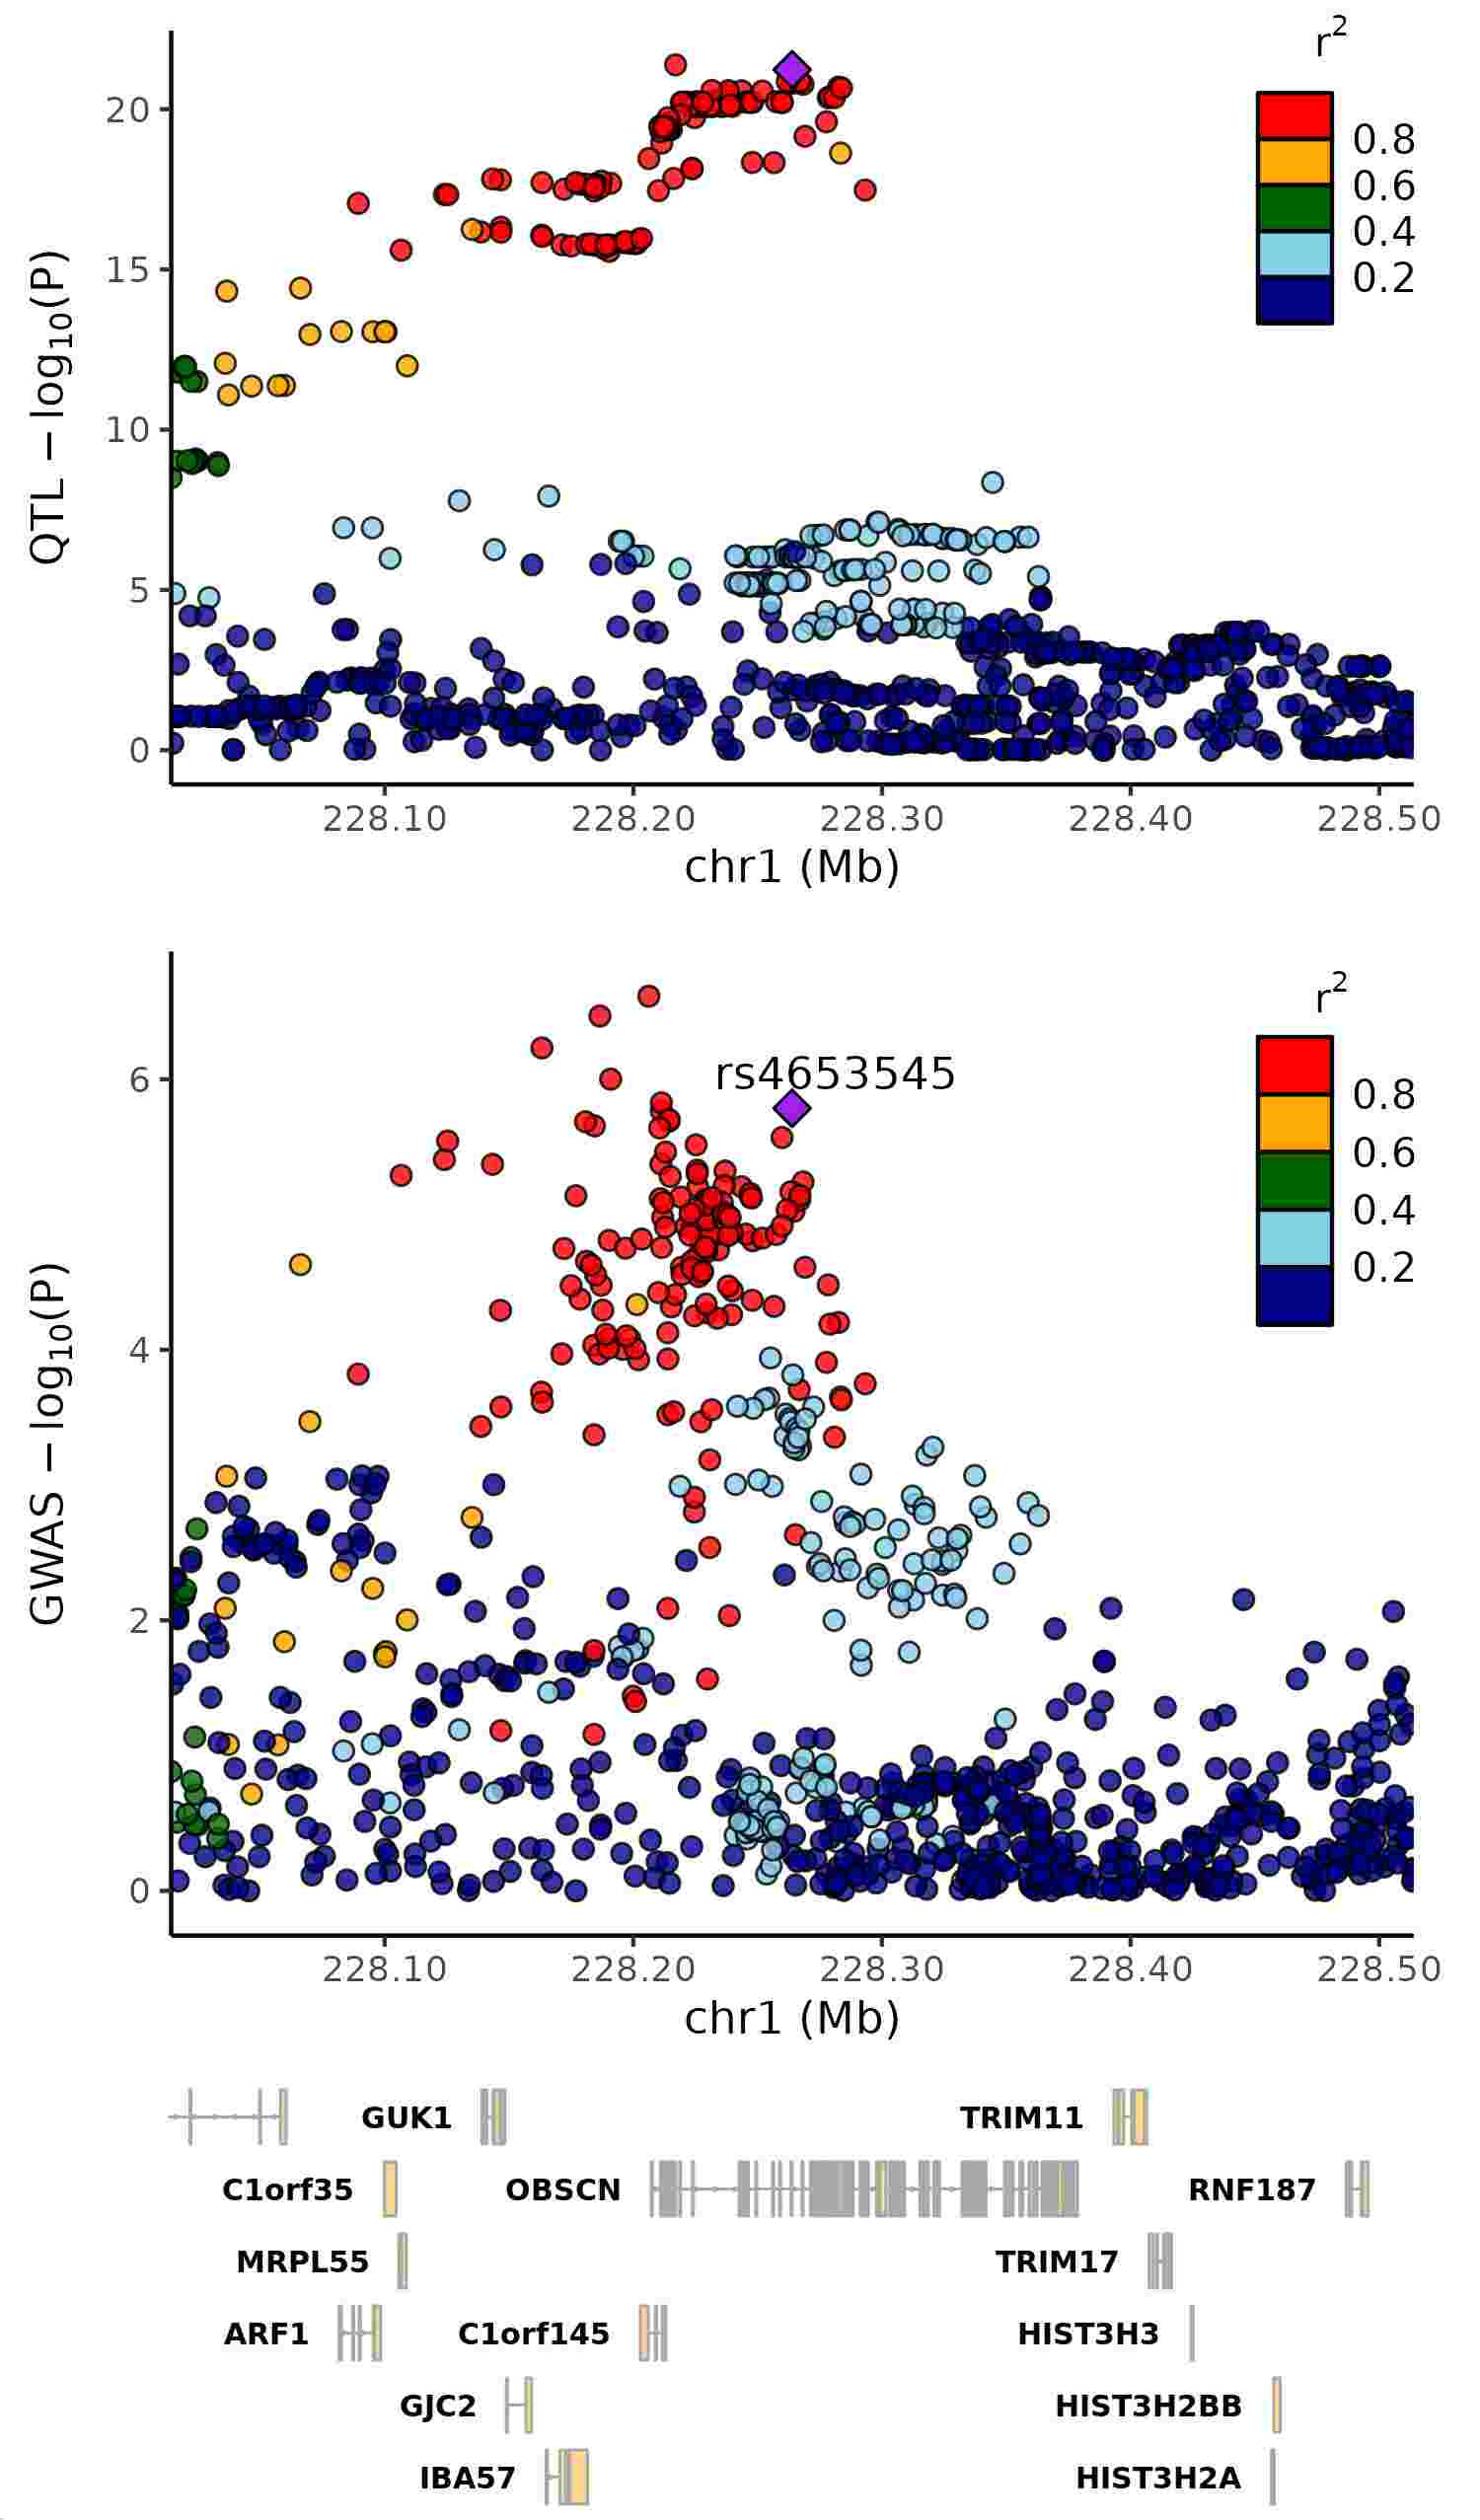 r2
0.8
0.6
0.4
0.2
20
15
10
5
0
QTL − log10(P)
228.10 228.20 228.30 228.40 228.50
chr1 (Mb)
r2
0.8
0.6
0.4
0.2
rs4653545
6
4
2
0
GWAS − log10(P)
228.10 228.20 228.30 228.40 228.50
chr1 (Mb)
GUK1 TRIM11
C1orf35 OBSCN RNF187
MRPL55 TRIM17
ARF1 C1orf145 HIST3H3
GJC2 HIST3H2BB
IBA57 HIST3H2A